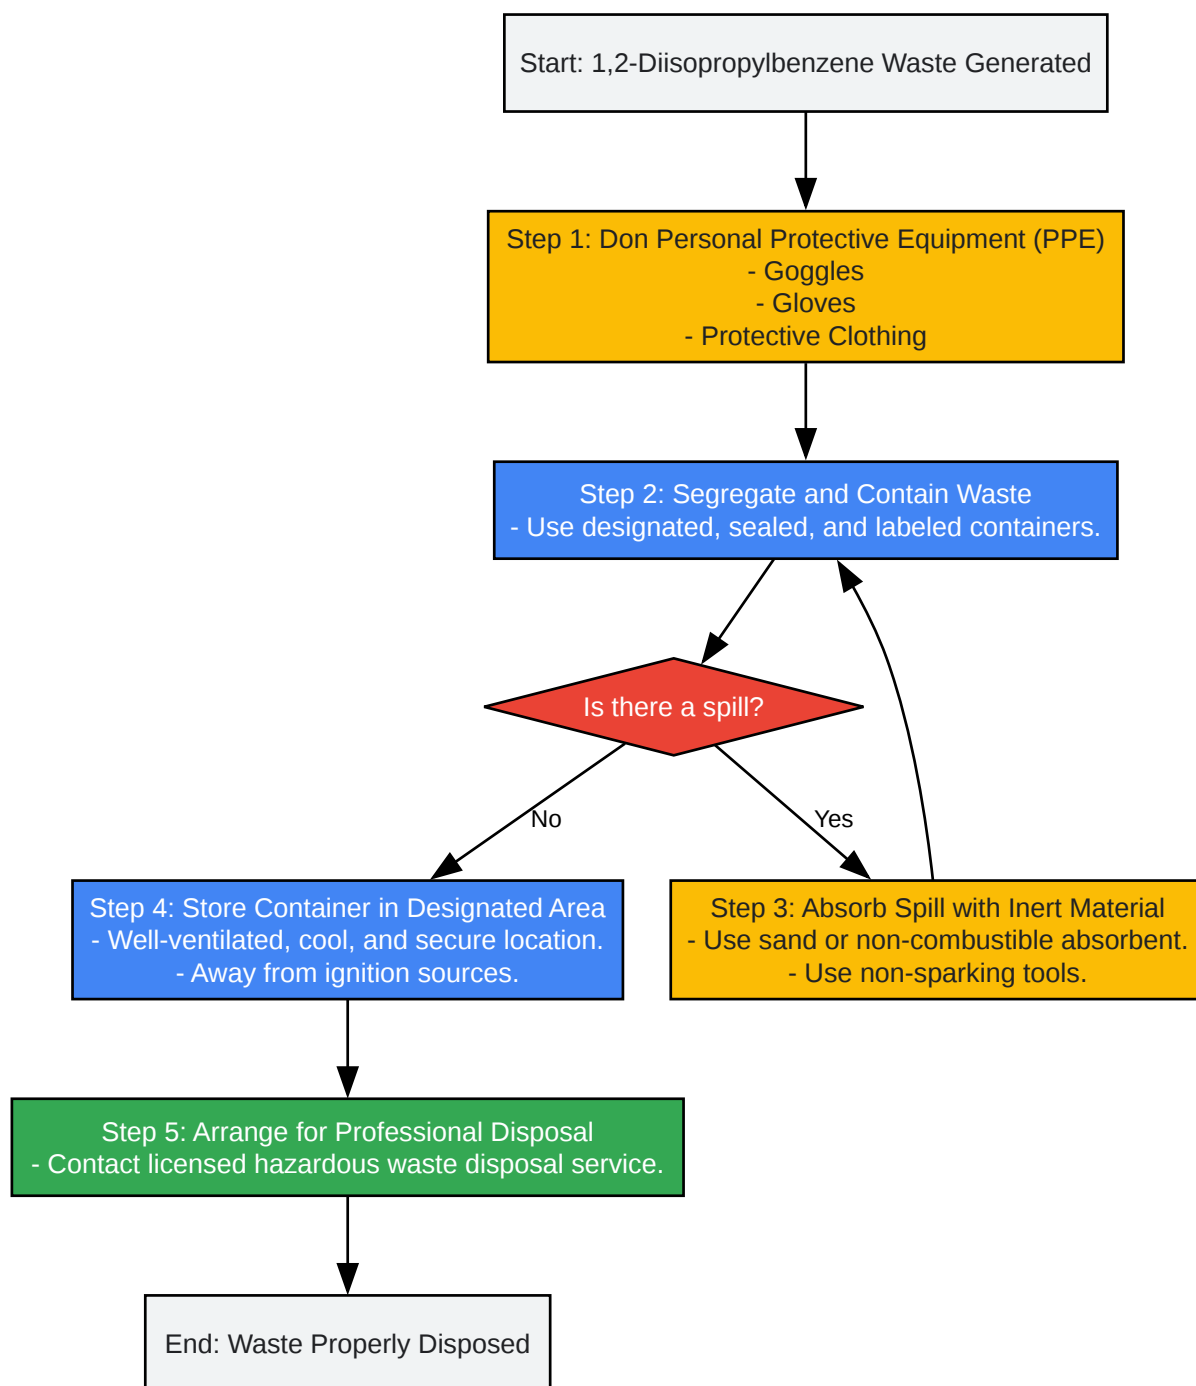 Start: 1,2-Diisopropylbenzene Waste Generated
Step 1: Don Personal Protective Equipment (PPE)
- Goggles
- Gloves
- Protective Clothing
Step 2: Segregate and Contain Waste
- Use designated, sealed, and labeled containers.
Is there a spill?
No
Yes
Step 4: Store Container in Designated Area
- Well-ventilated, cool, and secure location.
- Away from ignition sources.
Step 3: Absorb Spill with Inert Material
- Use sand or non-combustible absorbent.
- Use non-sparking tools.
Step 5: Arrange for Professional Disposal
- Contact licensed hazardous waste disposal service.
End: Waste Properly Disposed